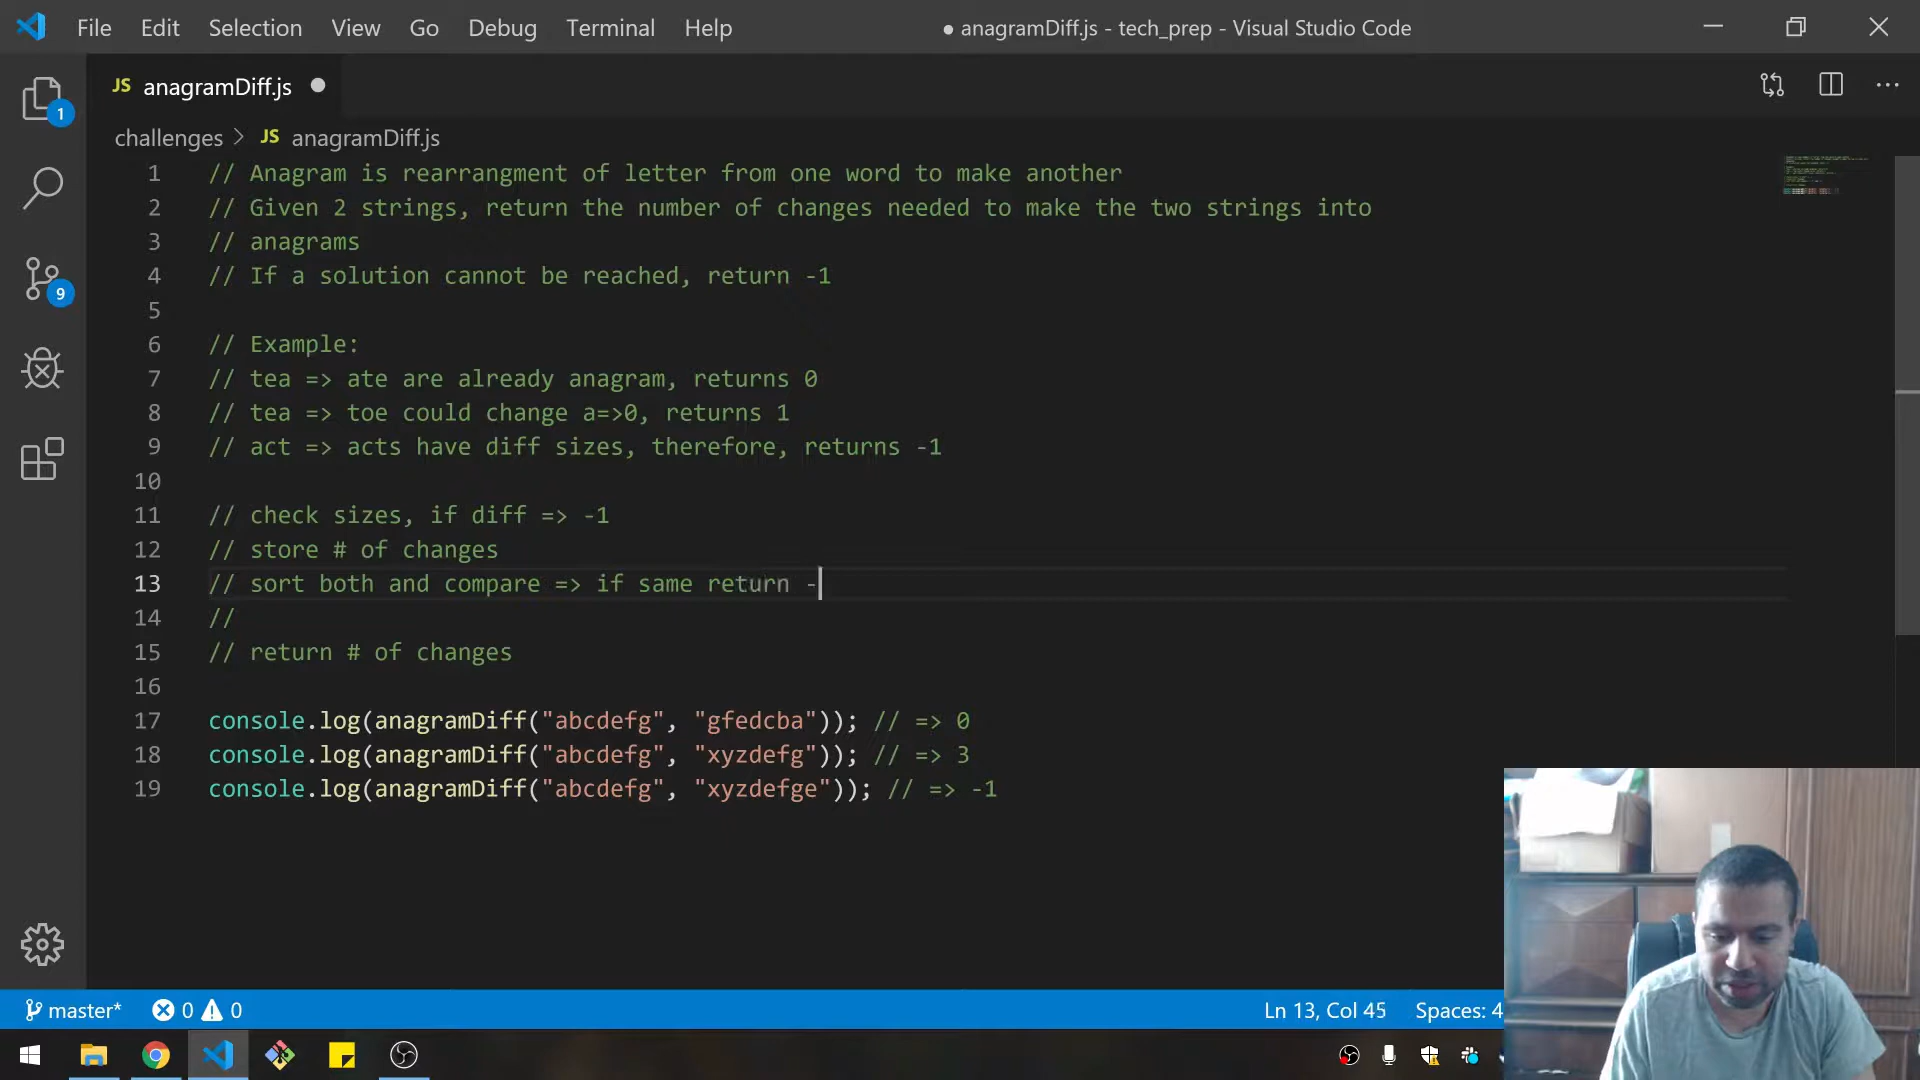 File Edit Selection View Go Debug Terminal Help
● anagramDiff.js - tech_prep - Visual Studio Code
JS anagramDiff.js
challenges > JS anagramDiff.js
1 // Anagram is rearrangment of letter from one word to make another
2 // Given 2 strings, return the number of changes needed to make the two strings into
3 // anagrams
4 // If a solution cannot be reached, return -1
5
6 // Example:
7 // tea => ate are already anagram, returns 0
8 // tea => toe could change a=>0, returns 1
9 // act => acts have diff sizes, therefore, returns -1
10
11 // check sizes, if diff => -1
12 // store # of changes
13 // sort both and compare => if same return -
14 //
15 // return # of changes
16
17 console.log(anagramDiff("abcdefg", "gfedcba")); // => 0
18 console.log(anagramDiff("abcdefg", "xyzdefg")); // => 3
19 console.log(anagramDiff("abcdefg", "xyzdefge")); // => -1
1
9
master* 0 0
Ln 13, Col 45 Spaces: 4